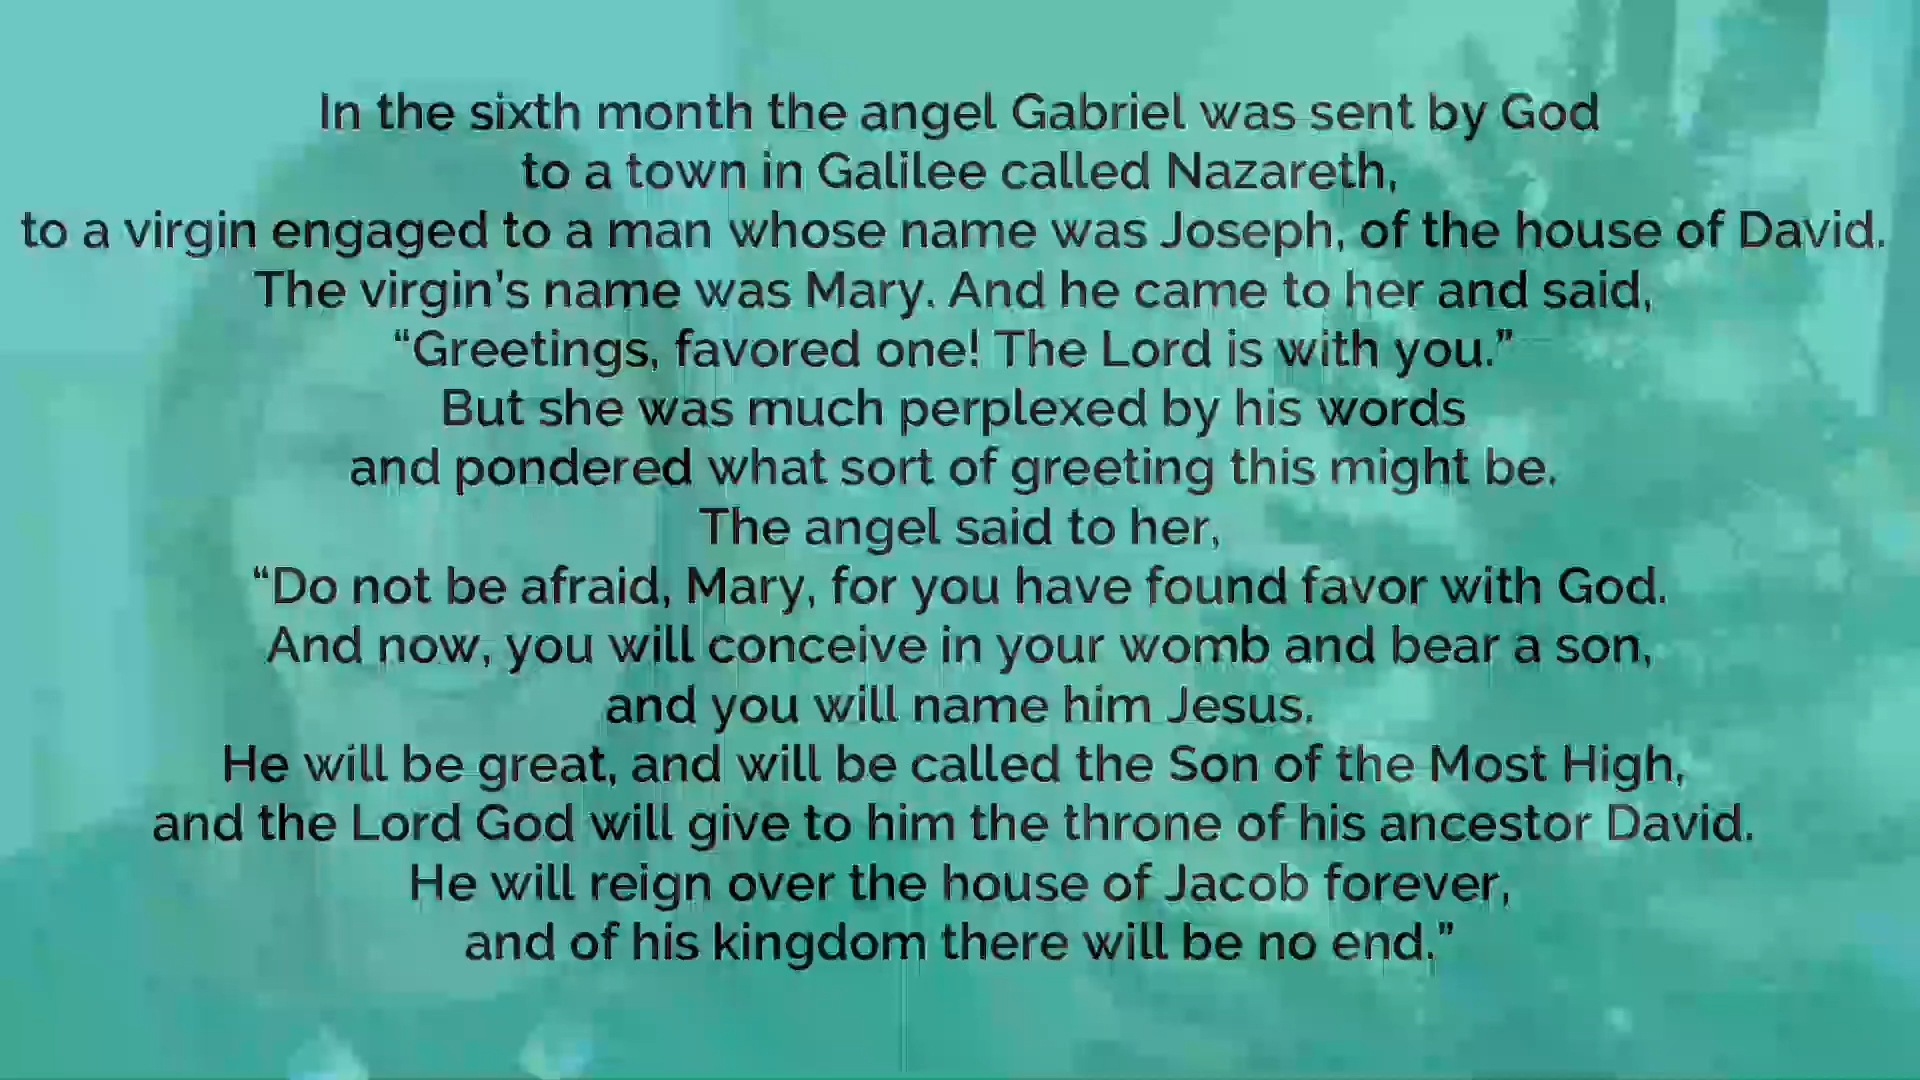 In the sixth month the angel Gabriel was sent by God
to a town in Galilee called Nazareth,
to a virgin engaged to a man whose name was Joseph, of the house of David.
The virgin’s name was Mary. And he came to her and said,
“Greetings, favored one! The Lord is with you.”
But she was much perplexed by his words
and pondered what sort of greeting this might be.
The angel said to her,
“Do not be afraid, Mary, for you have found favor with God.
And now, you will conceive in your womb and bear a son,
and you will name him Jesus.
He will be great, and will be called the Son of the Most High,
and the Lord God will give to him the throne of his ancestor David.
He will reign over the house of Jacob forever,
and of his kingdom there will be no end.”